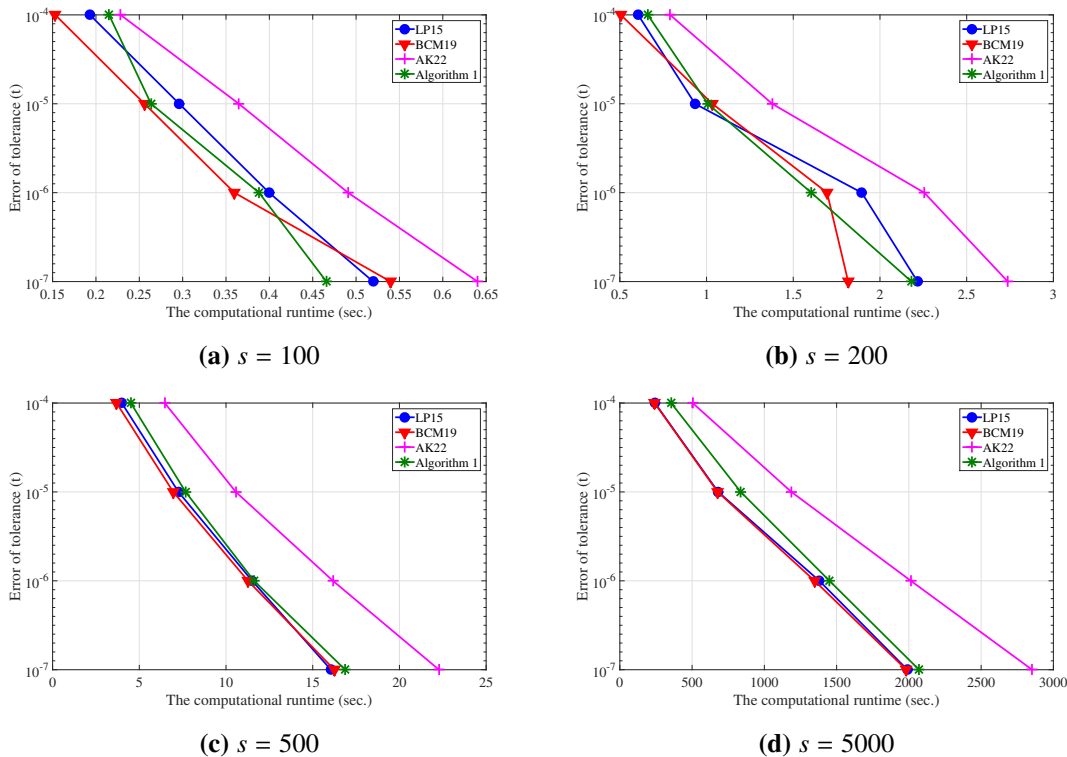 10^-4
10^-5
10^-6
10^-7
Error of tolerance (t)
0.15 0.2 0.25 0.3 0.35 0.4 0.45 0.5 0.55 0.6 0.65
The computational runtime (sec.)
LP15
BCM19
AK22
Algorithm 1
(a) s = 100
10^-4
10^-5
10^-6
10^-7
Error of tolerance (t)
0.5 1 1.5 2 2.5 3
The computational runtime (sec.)
LP15
BCM19
AK22
Algorithm 1
(b) s = 200
10^-4
10^-5
10^-6
10^-7
Error of tolerance (t)
0 5 10 15 20 25
The computational runtime (sec.)
LP15
BCM19
AK22
Algorithm 1
(c) s = 500
10^-4
10^-5
10^-6
10^-7
Error of tolerance (t)
0 500 1000 1500 2000 2500 3000
The computational runtime (sec.)
LP15
BCM19
AK22
Algorithm 1
(d) s = 5000